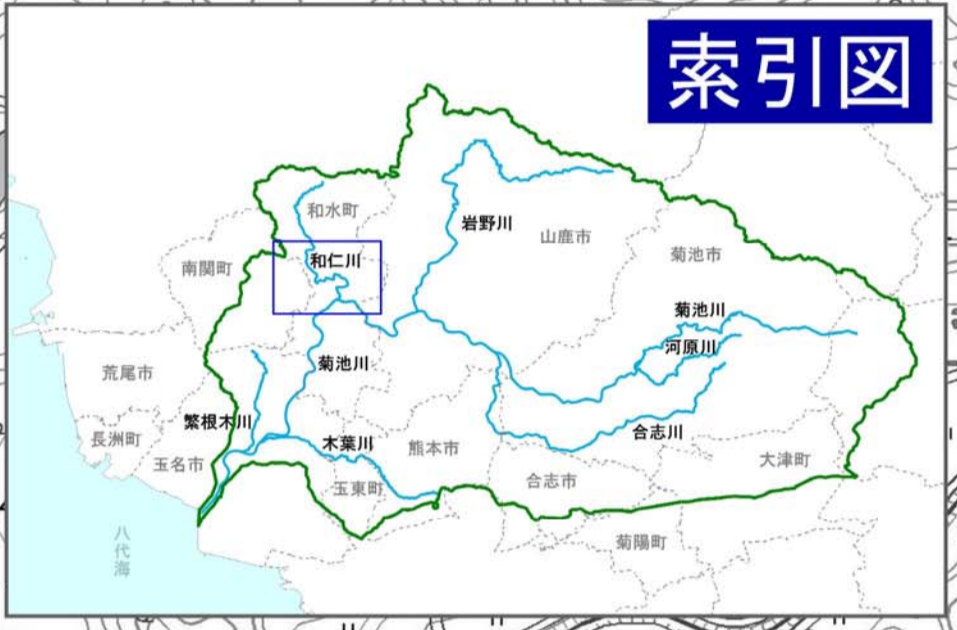 索引図
和水町
岩野川
山鹿市
菊池市
南関町
和仁川
菊池川
河原川
荒尾市
菊池川
繁根木川
長洲町
木葉川
熊本市
合志川
玉名市
大津町
玉東町
合志市
八代海
菊陽町